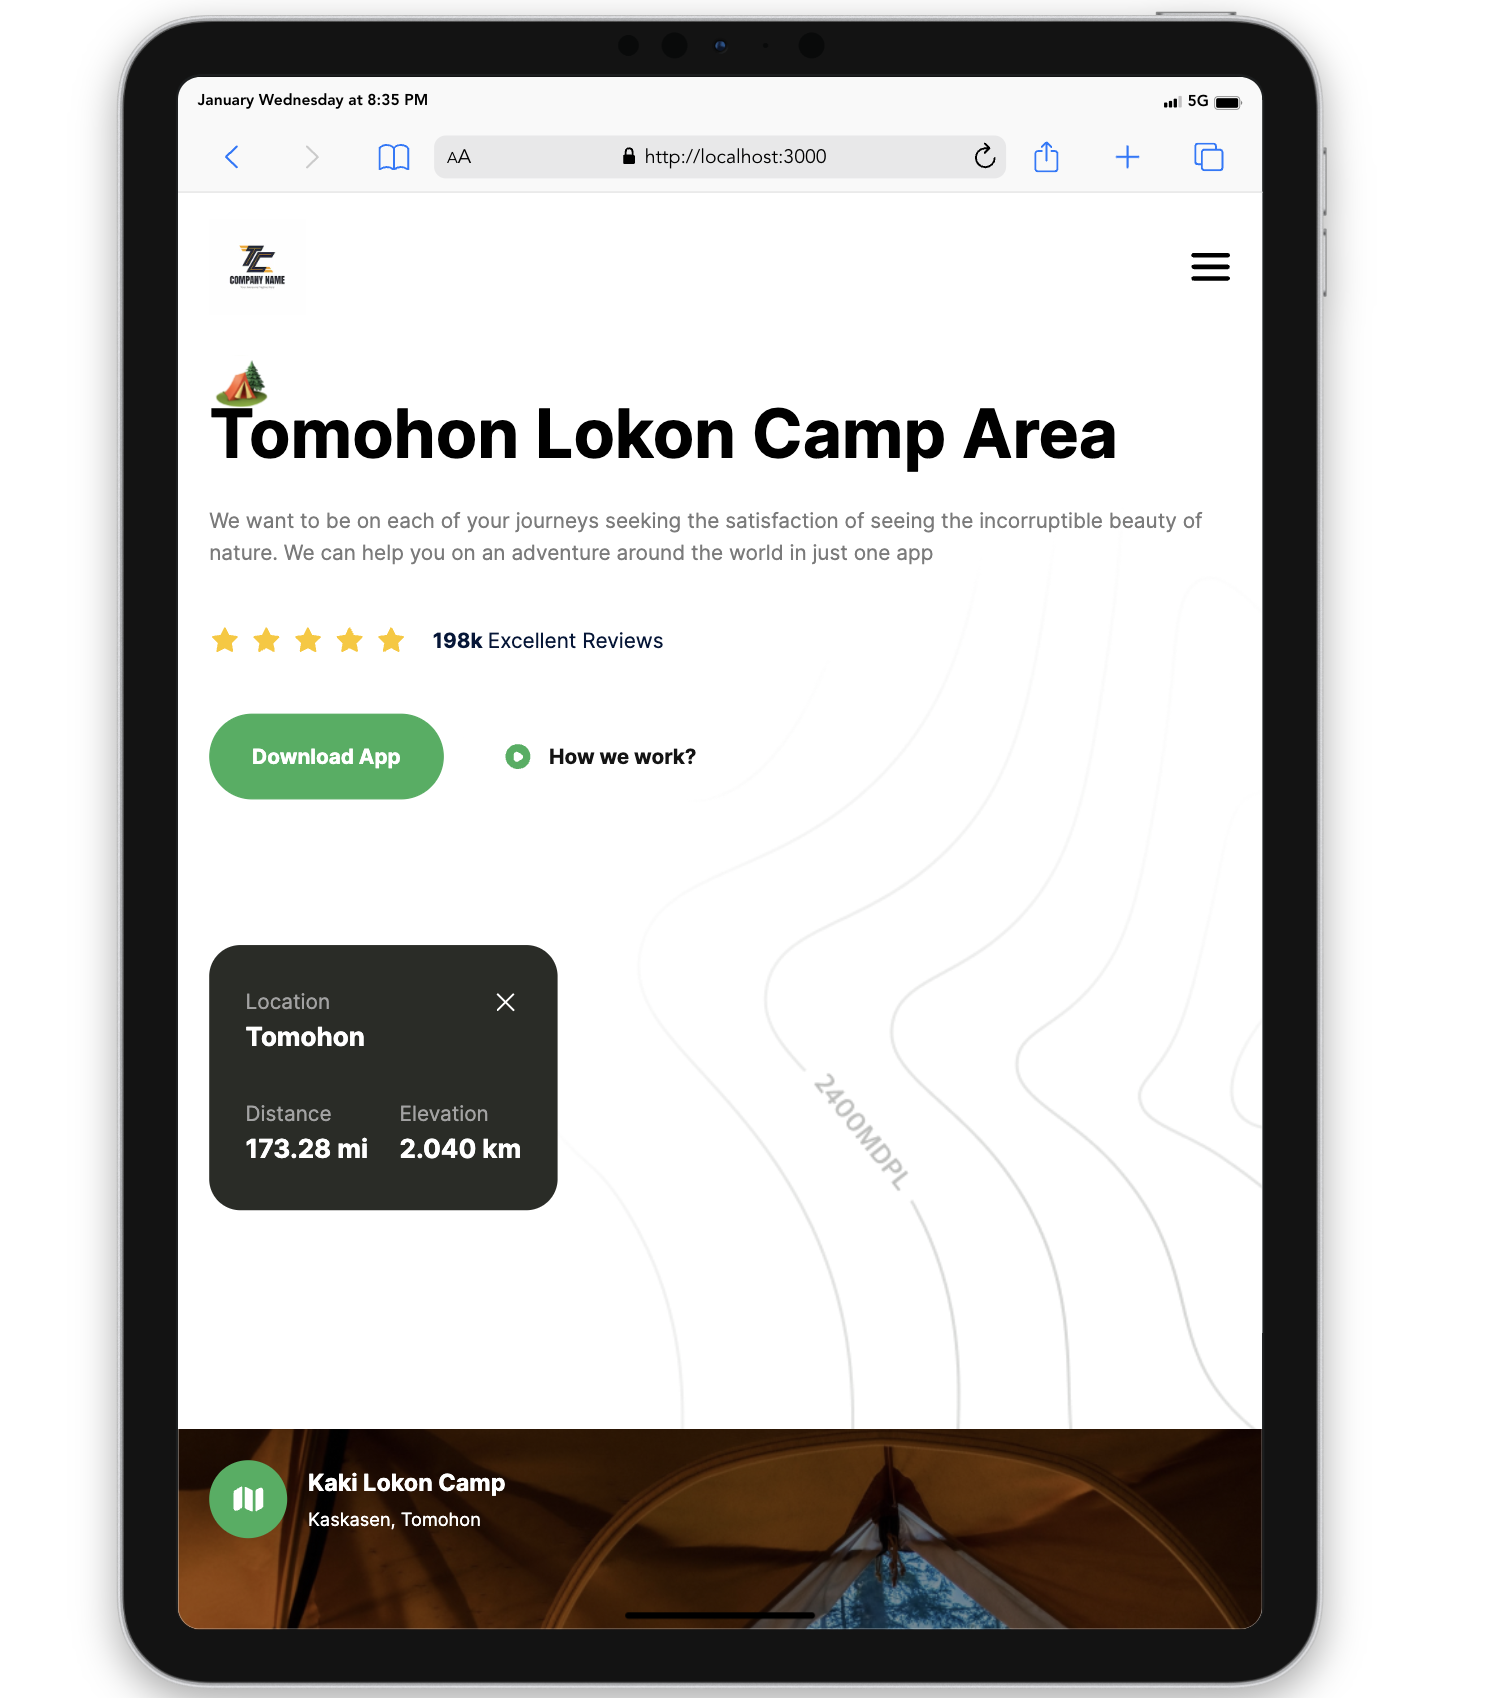 January Wednesday at 8:35 PM
5G
AA
http://localhost:3000
TC
COMPANY NAME
Tomohon Lokon Camp Area
We want to be on each of your journeys seeking the satisfaction of seeing the incorruptible beauty of
nature. We can help you on an adventure around the world in just one app
198k Excellent Reviews
Download App
How we work?
Location
Tomohon
Distance Elevation
173.28 mi 2.040 km
2400MDPL
Kaki Lokon Camp
Kaskasen, Tomohon